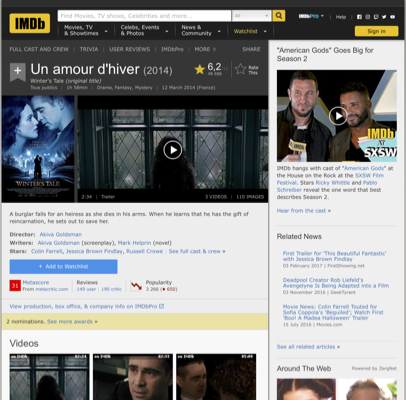 IMDb
Find Movies, TV shows, Celebrities and more...
All
IMDbPro
Help
Movies, TV & Showtimes
Celebs, Events & Photos
News & Community
Watchlist
Sign in
FULL CAST AND CREW | TRIVIA | USER REVIEWS | IMDbPro | MORE
SHARE
Un amour d'hiver (2014)
6,2
Rate This
Winter's Tale (original title)
Tous publics | 1h 58min | Drama, Fantasy, Mystery | 12 March 2014 (France)
WINTER'S TALE
2:34 | Trailer
3 VIDEOS | 110 IMAGES
A burglar falls for an heiress as she dies in his arms. When he learns that he has the gift of
reincarnation, he sets out to save her.
Director: Akiva Goldsman
Writers: Akiva Goldsman (screenplay), Mark Helprin (novel)
Stars: Colin Farrell, Jessica Brown Findlay, Russell Crowe | See full cast & crew »
+ Add to Watchlist
31
Metascore
From metacritic.com
Reviews
149 user | 190 critic
Popularity
3 266
View production, box office, & company info on IMDbPro
2 nominations. See more awards »
Videos
"American Gods" Goes Big for
Season 2
IMDb
at
SXSW
IMDb hangs with cast of "American Gods" at
the House on the Rock at the SXSW Film
Festival. Stars Ricky Whittle and Pablo
Schreiber reveal the one word that best
describes Season 2.
Hear from the cast »
Related News
First Trailer for 'This Beautiful Fantastic'
with Jessica Brown Findlay
03 February 2017 | FirstShowing.net
Deadpool Creator Rob Liefeld's
Avengelyne Is Being Adapted into a Film
03 November 2016 | GeekTyrant
Movie News: Colin Farrell Touted for
Sofia Coppola's 'Beguiled'; Watch First
'Boo! A Madea Halloween' Trailer
15 July 2016 | Movies.com
See all related articles »
Around The Web
Powered by ZergNet